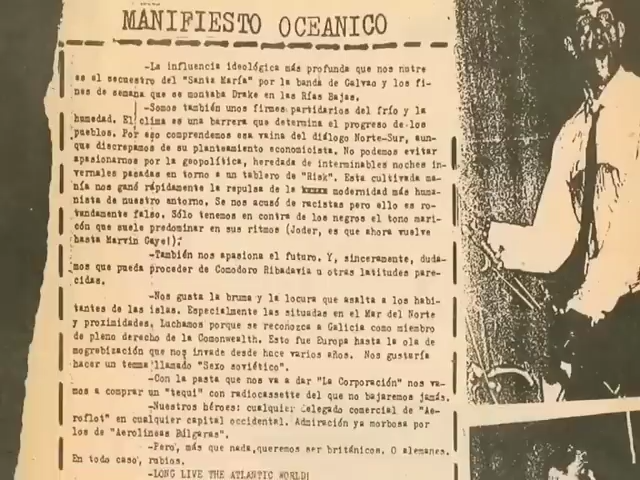 MANIFIESTO OCEANICO
-La influencia ideológica más profunda que nos nutre
es el secuestro del "Santa María" por la banda de Galvao y los fi-
nes de semana que se montaba Drake en las Rías Bajas.
-Somos también unos firmes partidarios del frío y la
humedad. El clima es una barrera que determina el progreso de los
pueblos. Por eso comprendemos esa vaina del diálogo Norte-Sur, aun-
que discrepamos de su planteamiento economicista. No podemos evitar
apasionarnos por la geopolítica, heredada de interminables noches in-
vernales pasadas en torno a un tablero de "Risk". Esta cultivada ma-
nía nos ganó rápidamente la repulsa de la xxxxx modernidad más huma-
nista de nuestro antorno. Se nos acusó de racistas pero ello es ro-
tundamente falso. Sólo tenemos en contra de los negros el tono mari-
cón que suele predominar en sus ritmos (Joder, es que ahora vuelve
hasta Marvin Gaye!).
-También nos apasiona el futuro. Y, sinceramente, duda-
mos que pueda proceder de Comodoro Ribadavia u otras latitudes pare-
cidas.
-Nos gusta la bruma y la locura que asalta a los habi-
tantes de las islas. Especialmente las situadas en el Mar del Norte
y proximidades. Luchamos porque se reconozca a Galicia como miembro
de pleno derecho de la Comonwealth. Esto fue Europa hasta la ola de
mogrebización que nos invade desde hace varios años. Nos gustaría
hacer un tema llamado "Sexo soviético".
-Con la pasta que nos va a dar "La Corporación" nos va-
mos a comprar un "tequi" con radiocassette del que no bajaremos jamás.
-Nuestros héroes: cualquier delegado comercial de "Ae-
roflot" en cualquier capital occidental. Admiración ya morbosa por
los de "Aerolineas Búlgaras".
-Pero, más que nada, queremos ser británicos. O alemanes.
En todo caso, rubios.
-LONG LIVE THE ATLANTIC WORLD!